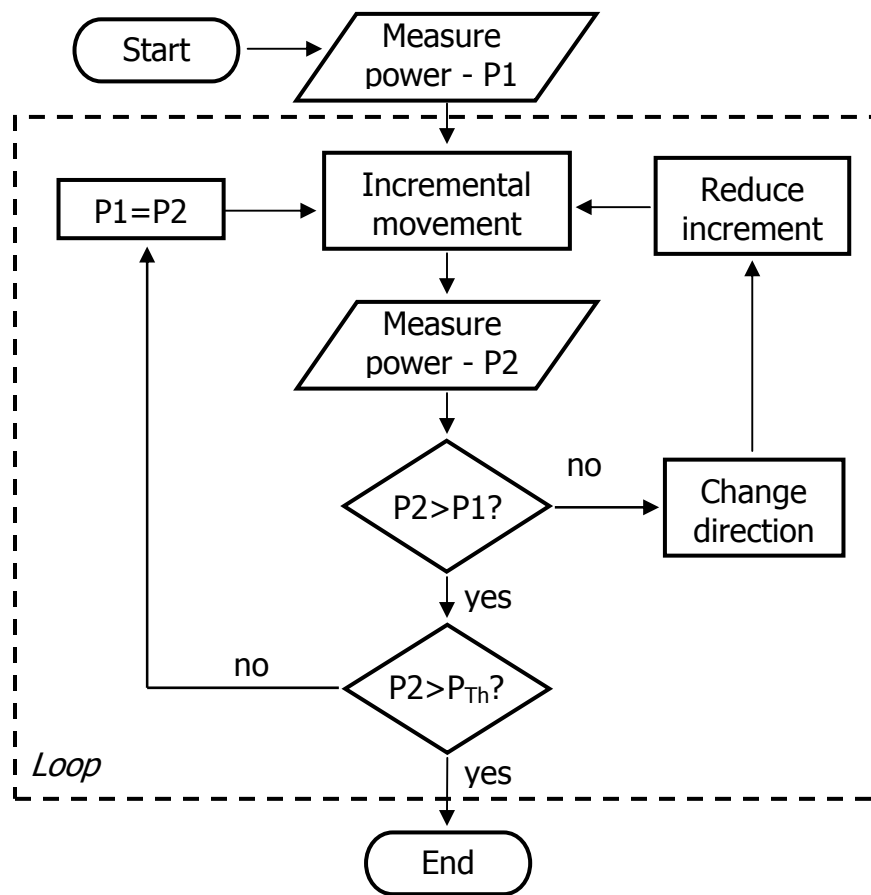 Start
Measure
power - P1
P1=P2
Incremental
movement
Reduce
increment
Measure
power - P2
P2>P1?
no
Change
direction
yes
no
P2>PTh?
Loop
yes
End